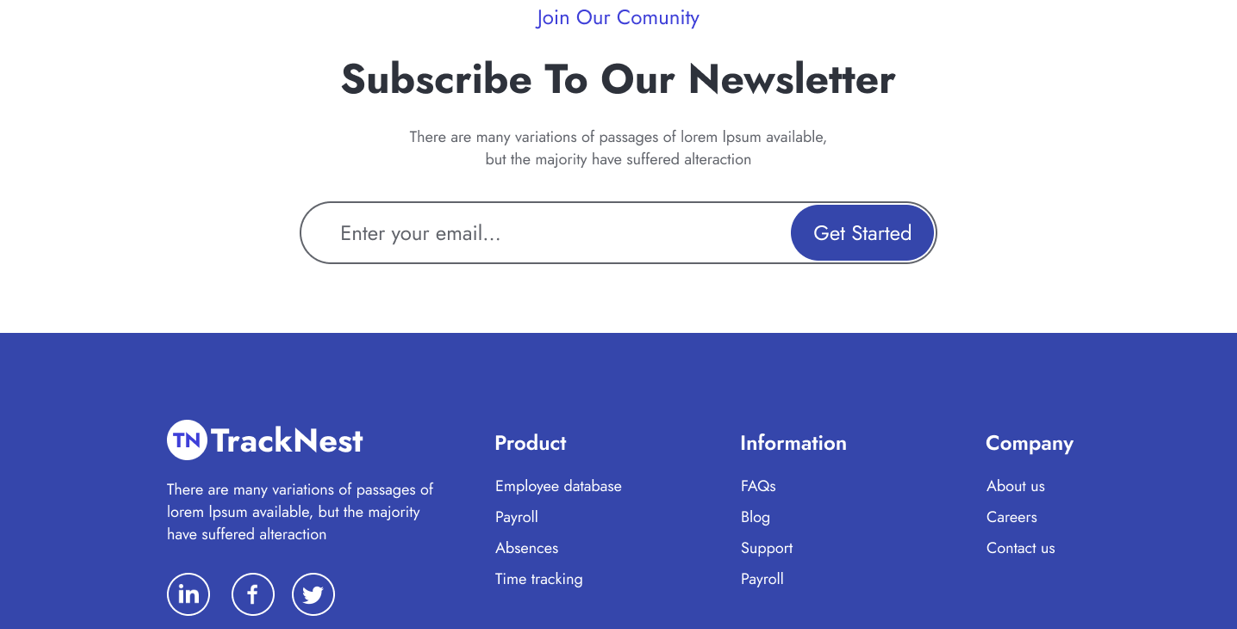 Join Our Comunity
Subscribe To Our Newsletter
There are many variations of passages of lorem Ipsum available,
but the majority have suffered alteraction
Enter your email...
Get Started
TN TrackNest
There are many variations of passages of
lorem Ipsum available, but the majority
have suffered alteraction
in
f
Product
Employee database
Payroll
Absences
Time tracking
Information
FAQs
Blog
Support
Payroll
Company
About us
Careers
Contact us